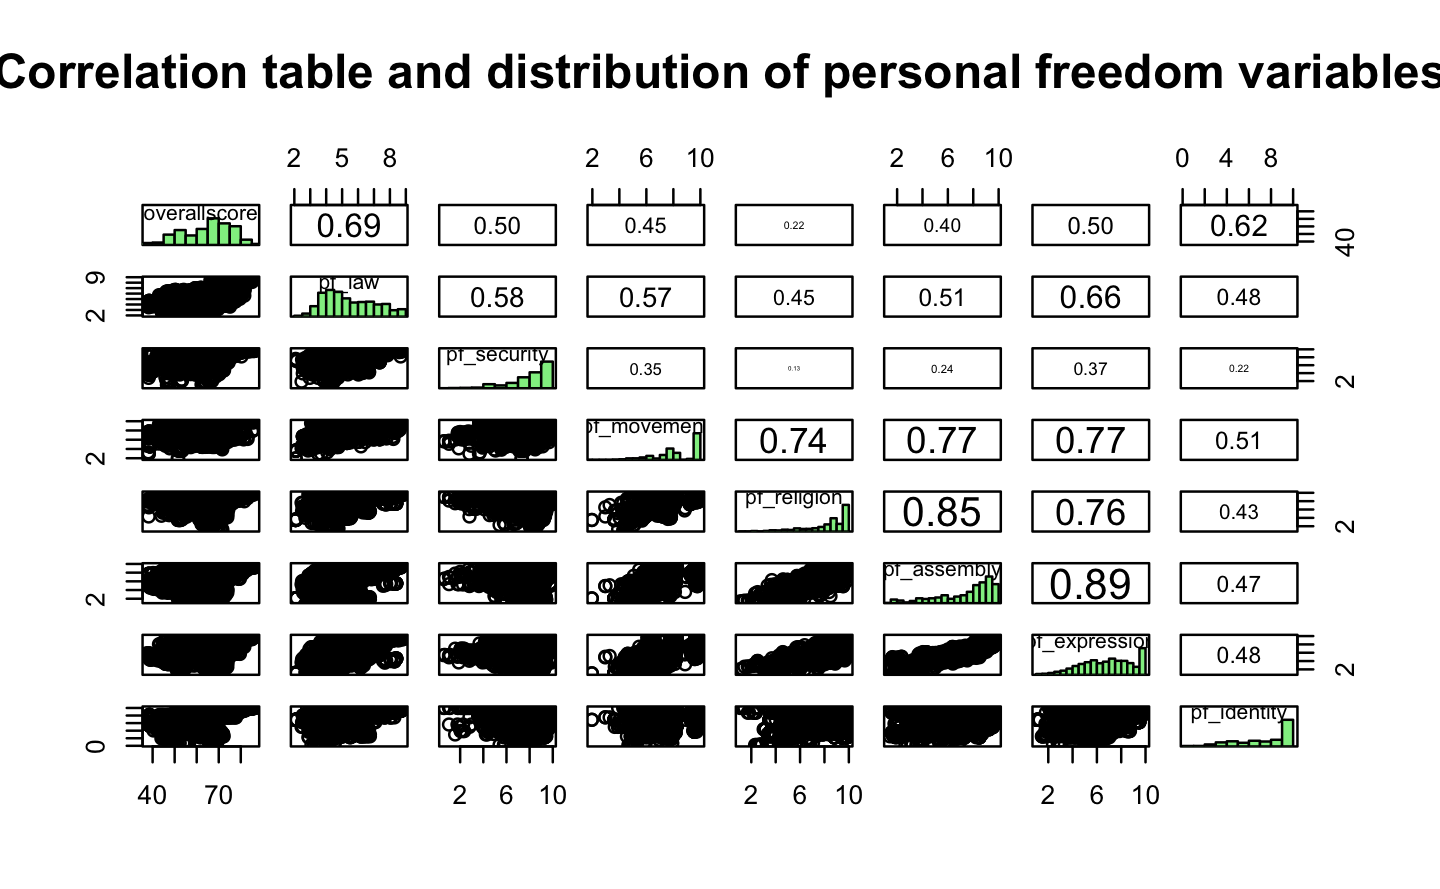 Correlation table and distribution of personal freedom variables
2 5 8 2 6 10 2 6 10 0 4 8
overallscore 0.69 0.50 0.45 0.22 0.40 0.50 0.62 40
9 2 pf_law 0.58 0.57 0.45 0.51 0.66 0.48
pf_security 0.35 0.13 0.24 0.37 0.22 2
2 pf_movement 0.74 0.77 0.77 0.51
pf_religion 0.85 0.76 0.43 2
2 pf_assembly 0.89 0.47
pf_expression 0.48 2
0 pf_identity
40 70 2 6 10 2 6 10 2 6 10